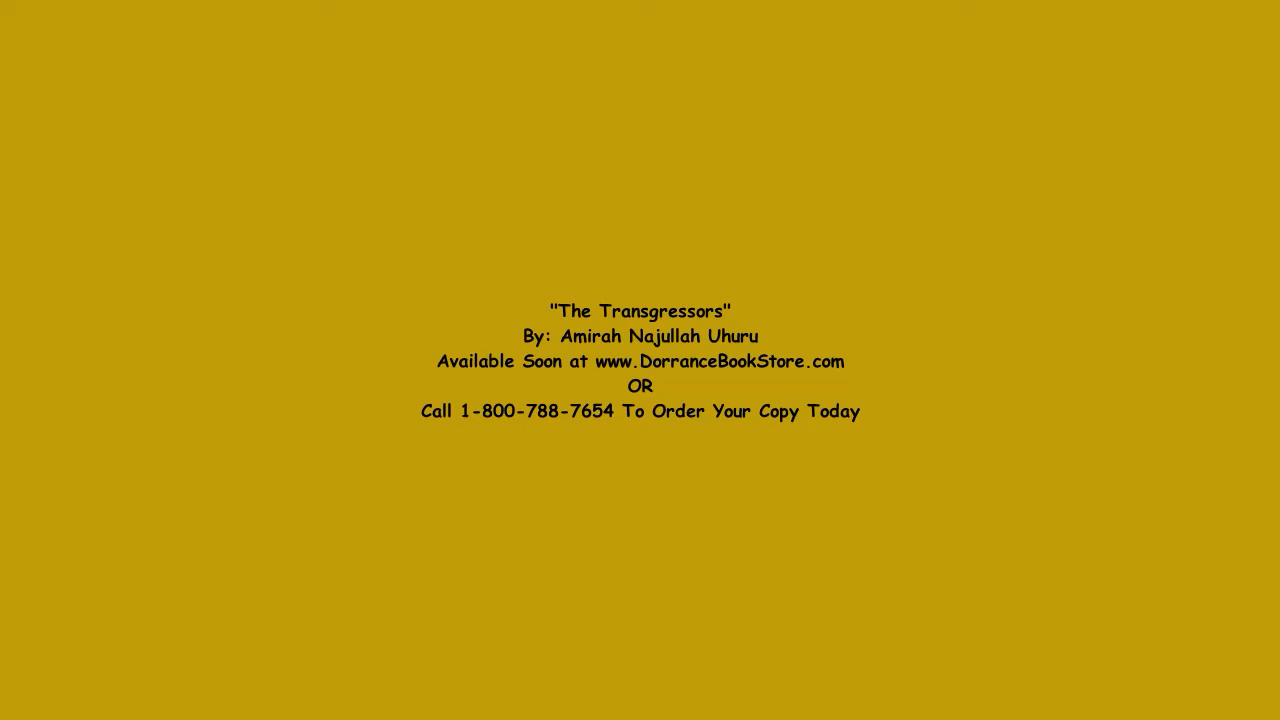 "The Transgressors"
By: Amirah Najullah Uhuru
Available Soon at www.DorranceBookStore.com
OR
Call 1-800-788-7654 To Order Your Copy Today